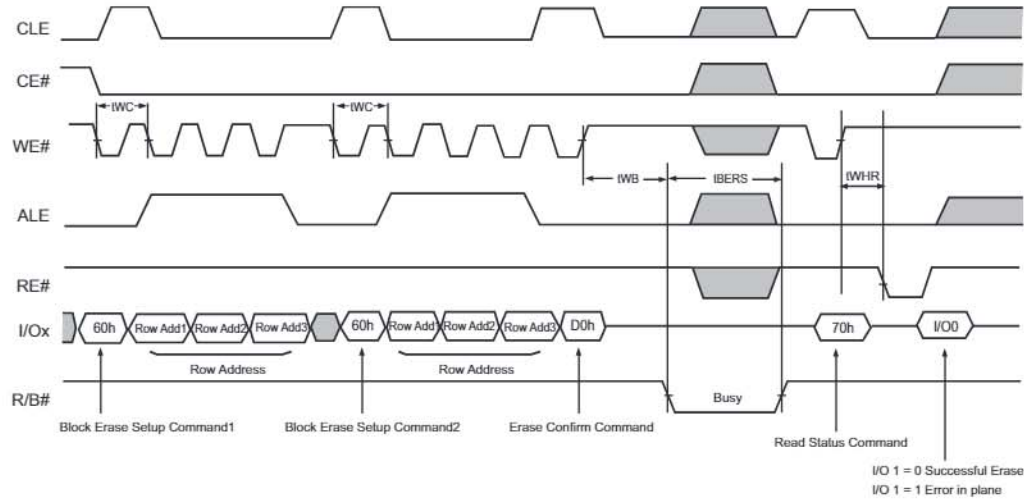 CLE
CE#
tWC
tWC
WE#
tWB
tBERS
tWHR
ALE
RE#
I/Ox
60h
Row Add1
Row Add2
Row Add3
60h
Row Add1
Row Add2
Row Add3
D0h
70h
I/O0
Row Address
Row Address
R/B#
Busy
Block Erase Setup Command1
Block Erase Setup Command2
Erase Confirm Command
Read Status Command
I/O 1 = 0 Successful Erase
I/O 1 = 1 Error in plane